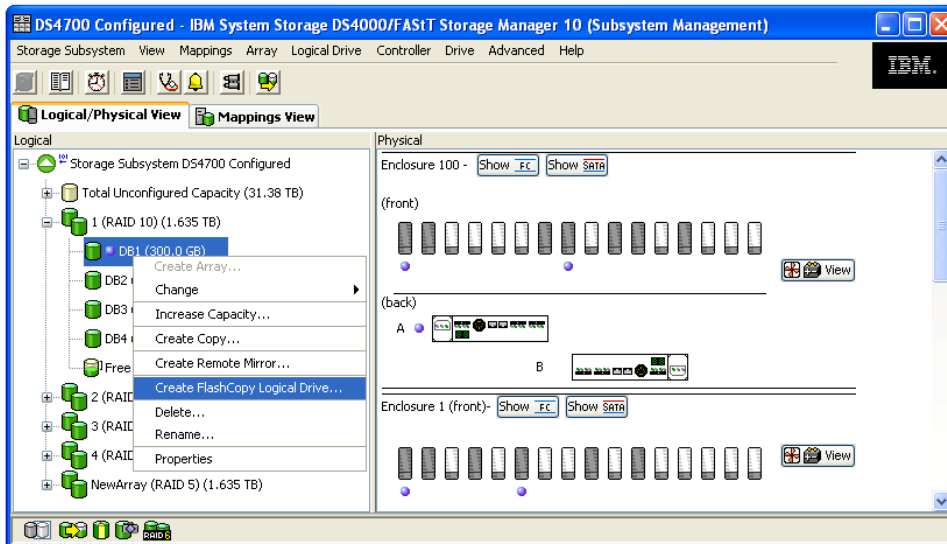 DS4700 Configured - IBM System Storage DS4000/FAStT Storage Manager 10 (Subsystem Management)
Storage Subsystem View Mappings Array Logical Drive Controller Drive Advanced Help
IBM.
Logical/Physical View Mappings View
Logical
Storage Subsystem DS4700 Configured
Total Unconfigured Capacity (31.38 TB)
1 (RAID 10) (1.635 TB)
DB1 (300.0 GB)
DB2
DB3
DB4
Free
2 (RAID
3 (RAID
4 (RAID
NewArray (RAID 5) (1.635 TB)
Create Array...
Change
Increase Capacity...
Create Copy...
Create Remote Mirror...
Create FlashCopy Logical Drive...
Delete...
Rename...
Properties
Physical
Enclosure 100 - Show FC Show SATA
(front)
View
(back)
A
B
Enclosure 1 (front)- Show FC Show SATA
View
RAID 6